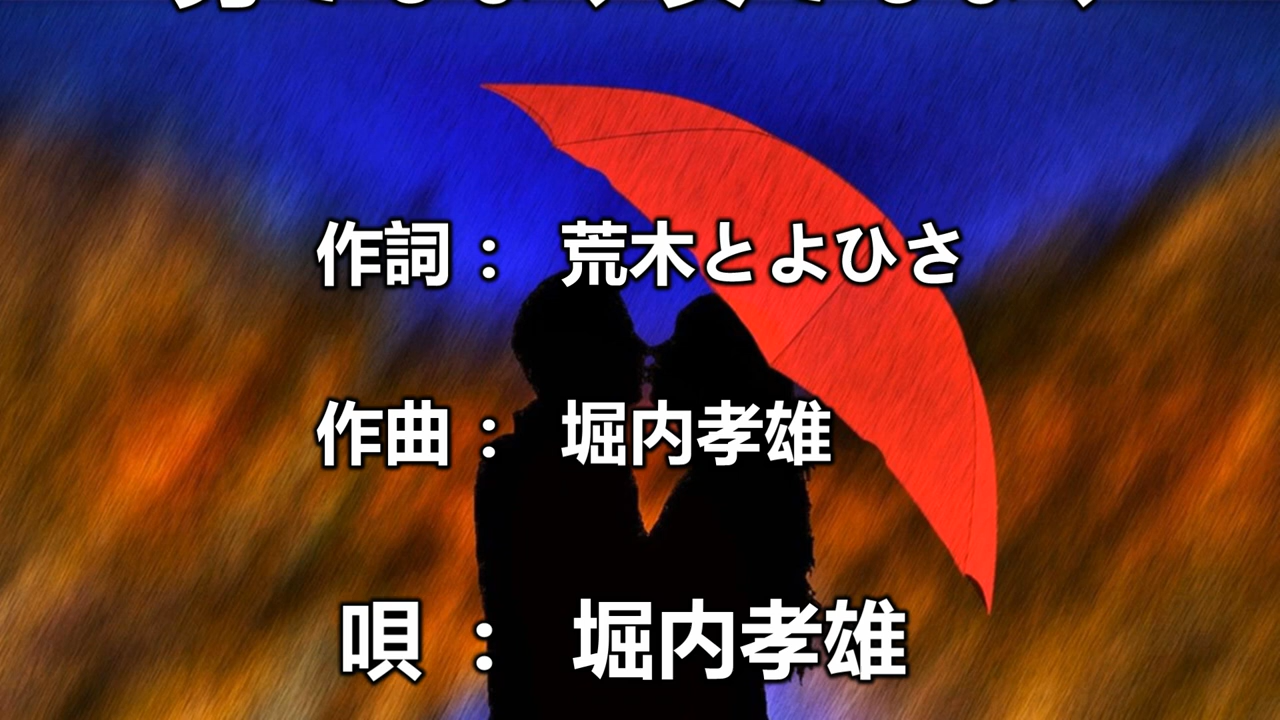 作詞： 荒木とよひさ
作曲： 堀内孝雄
唄 ： 堀内孝雄